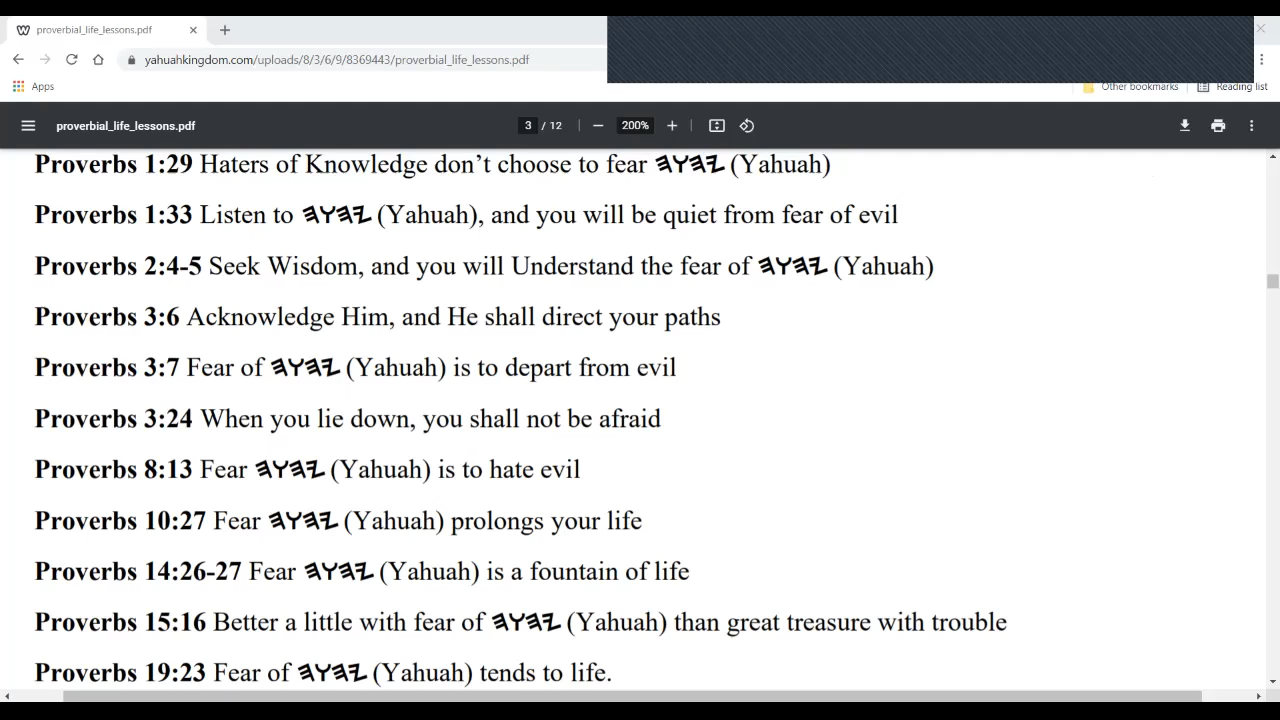 proverbial_life_lessons.pdf
yahuahkingdom.com/uploads/8/3/6/9/8369443/proverbial_life_lessons.pdf
Apps
Other bookmarks
Reading list
proverbial_life_lessons.pdf
3 / 12
200%
Proverbs 1:29 Haters of Knowledge don’t choose to fear 𐤉𐤄𐤅𐤄 (Yahuah)
Proverbs 1:33 Listen to 𐤉𐤄𐤅𐤄 (Yahuah), and you will be quiet from fear of evil
Proverbs 2:4-5 Seek Wisdom, and you will Understand the fear of 𐤉𐤄𐤅𐤄 (Yahuah)
Proverbs 3:6 Acknowledge Him, and He shall direct your paths
Proverbs 3:7 Fear of 𐤉𐤄𐤅𐤄 (Yahuah) is to depart from evil
Proverbs 3:24 When you lie down, you shall not be afraid
Proverbs 8:13 Fear 𐤉𐤄𐤅𐤄 (Yahuah) is to hate evil
Proverbs 10:27 Fear 𐤉𐤄𐤅𐤄 (Yahuah) prolongs your life
Proverbs 14:26-27 Fear 𐤉𐤄𐤅𐤄 (Yahuah) is a fountain of life
Proverbs 15:16 Better a little with fear of 𐤉𐤄𐤅𐤄 (Yahuah) than great treasure with trouble
Proverbs 19:23 Fear of 𐤉𐤄𐤅𐤄 (Yahuah) tends to life.